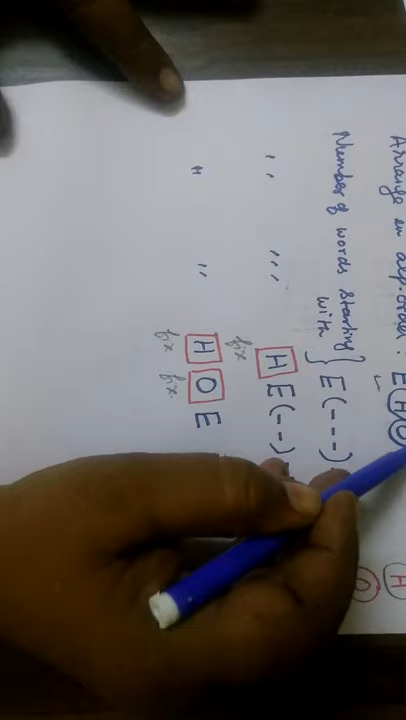 Arrange in alp. order : E H O
Number of words starting with } E (- - -)
" " H E (- -)
fix
" " H O E
fix fix
H
O